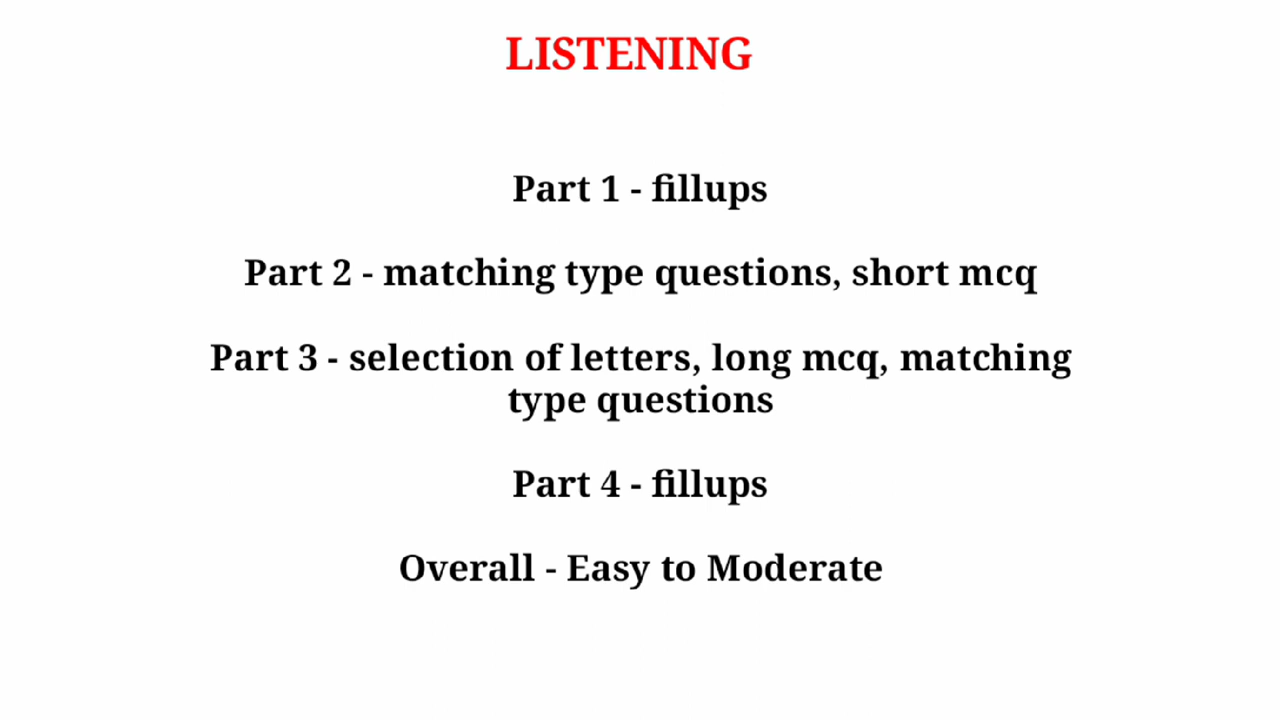 LISTENING
Part 1 - fillups
Part 2 - matching type questions, short mcq
Part 3 - selection of letters, long mcq, matching
type questions
Part 4 - fillups
Overall - Easy to Moderate